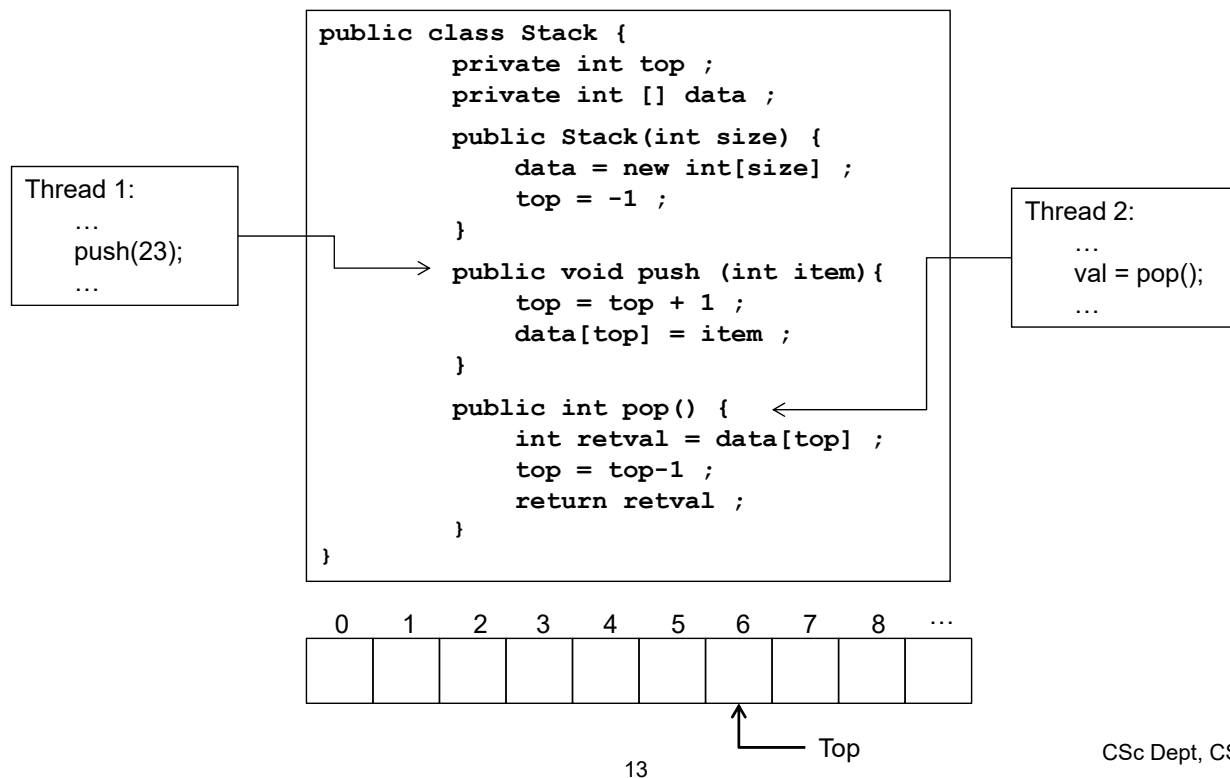 public class Stack {
private int top ;
private int [] data ;
public Stack(int size) {
data = new int[size] ;
top = -1 ;
}
public void push (int item){
top = top + 1 ;
data[top] = item ;
}
public int pop() {
int retval = data[top] ;
top = top-1 ;
return retval ;
}
}
Thread 1:
…
push(23);
…
Thread 2:
…
val = pop();
…
0 1 2 3 4 5 6 7 8 …
Top
13
CSc Dept, CS